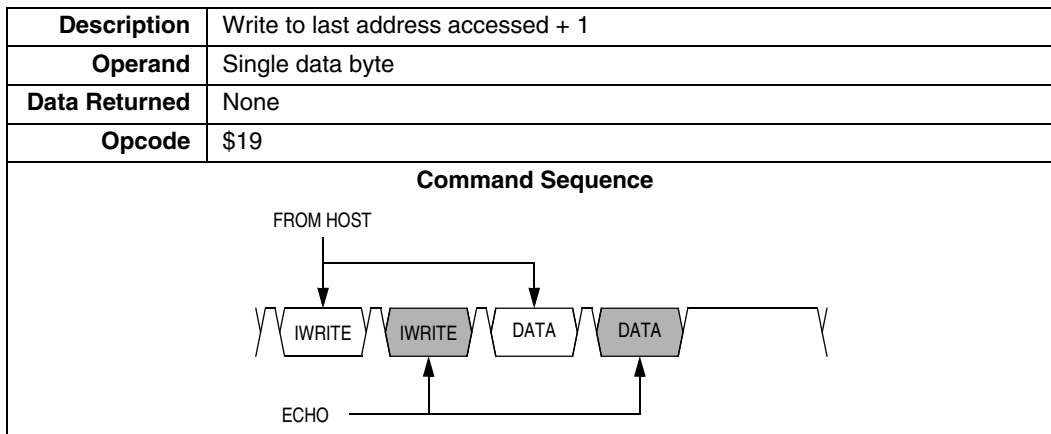 Description Write to last address accessed + 1
Operand Single data byte
Data Returned None
Opcode $19
Command Sequence
FROM HOST
IWRITE IWRITE DATA DATA
ECHO